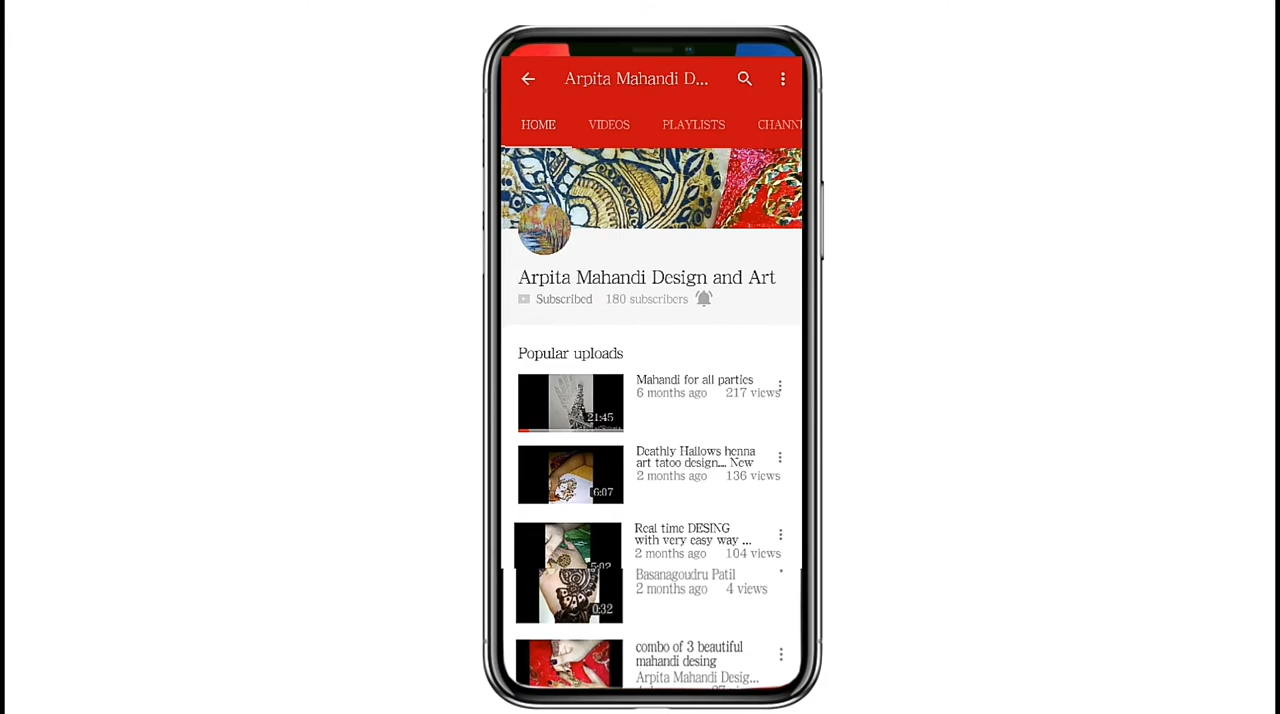 Arpita Mahandi D...
HOME VIDEOS PLAYLISTS CHANN
Arpita Mahandi Design and Art
Subscribed 180 subscribers
Popular uploads
21:45
Mahandi for all parties
6 months ago 217 views
6:07
Deathly Hallows henna
art tatoo design.... New
2 months ago 136 views
5:02
Real time DESING
with very easy way ...
2 months ago 104 views
0:32
Basanagoudru Patil
2 months ago 4 views
combo of 3 beautiful
mahandi desing
Arpita Mahandi Desig...